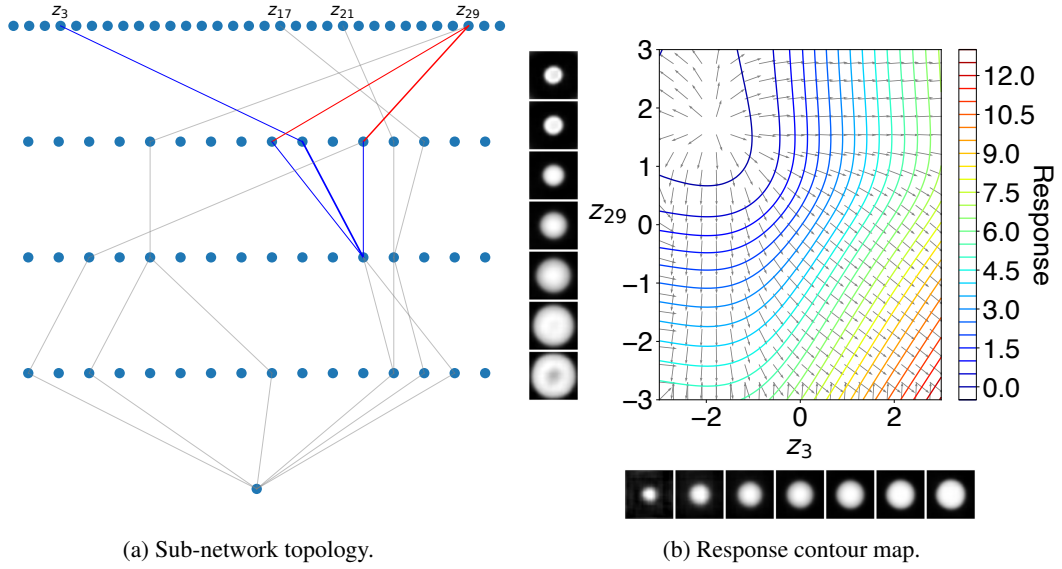 z₃ z₁₇ z₂₁ z₂₉
3
2
1
0
−1
−2
−3
z₂₉
−2 0 2
z₃
12.0
10.5
9.0
7.5
6.0
4.5
3.0
1.5
0.0
Response
(a) Sub-network topology.
(b) Response contour map.